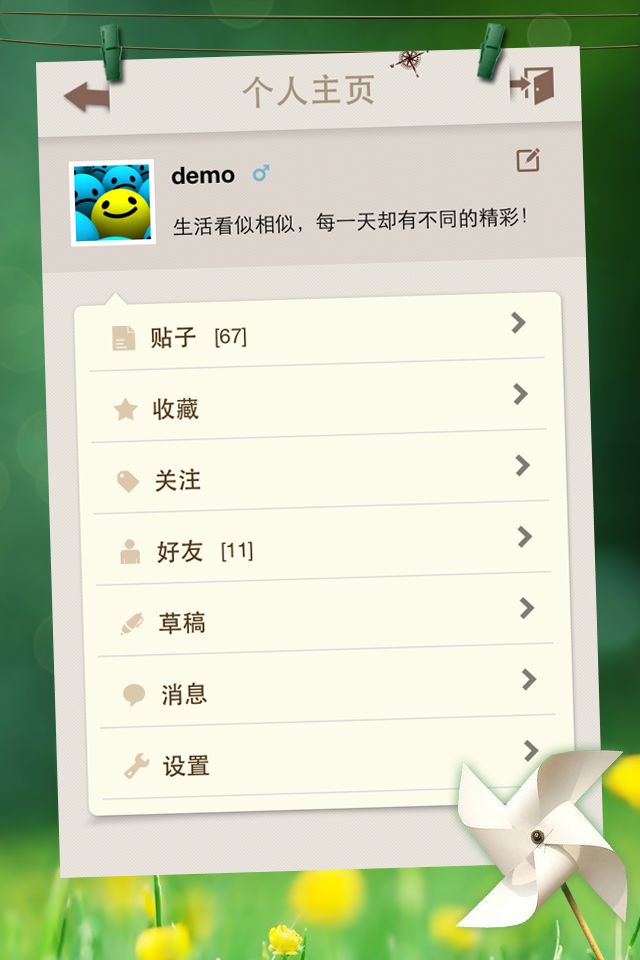 个人主页
demo
生活看似相似，每一天却有不同的精彩！
贴子 [67]
收藏
关注
好友 [11]
草稿
消息
设置